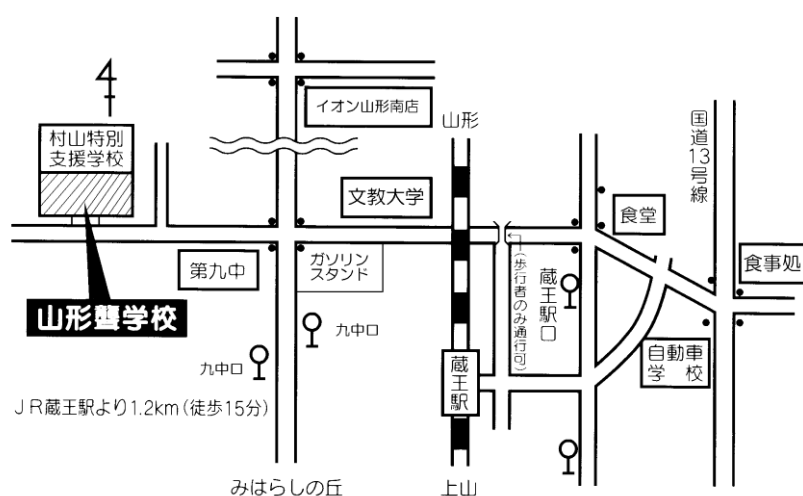 イオン山形南店
山形
国道13号線
村山特別
支援学校
文教大学
食堂
第九中
ガソリン
スタンド
(歩行者のみ通行可)
蔵王駅口
食事処
山形聾学校
九中口
九中口
蔵王駅
自動車
学　校
ＪＲ蔵王駅より1.2km(徒歩15分)
みはらしの丘
上山